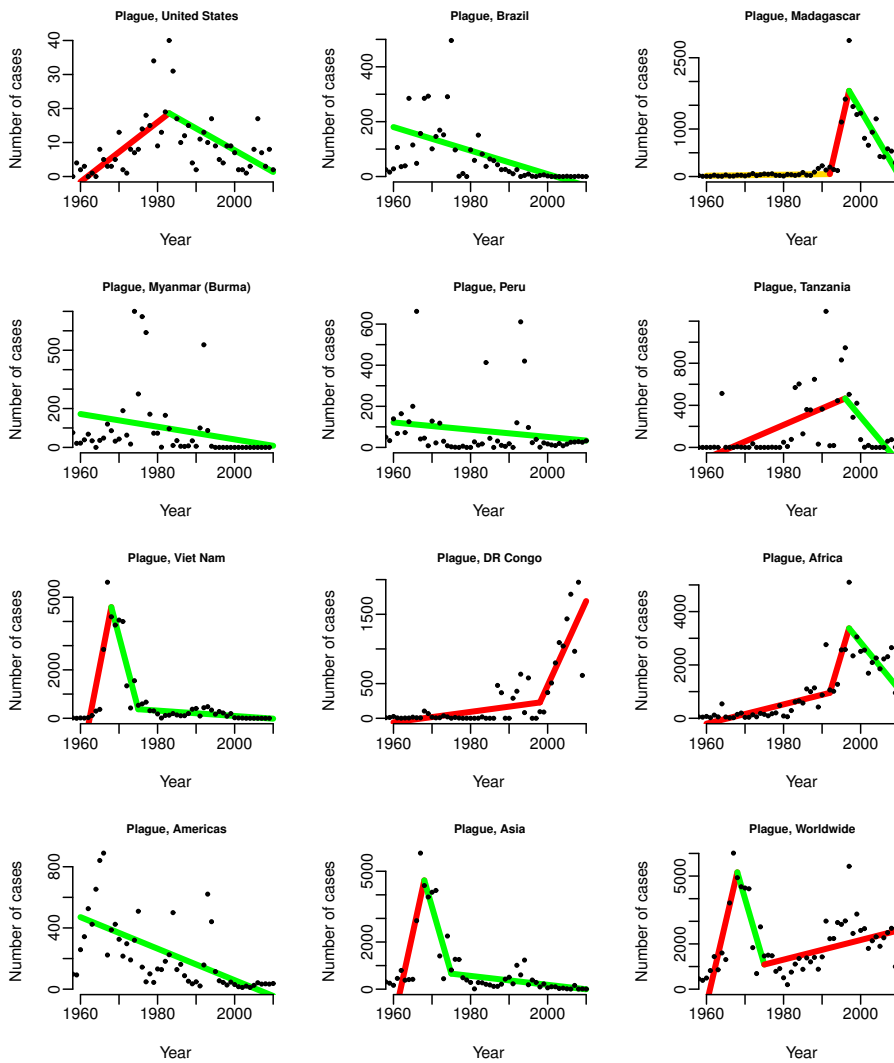 Plague, United States
Number of cases
0 10 20 30 40
1960 1980 2000
Year
Plague, Brazil
Number of cases
0 200 500
1960 1980 2000
Year
Plague, Madagascar
Number of cases
0 1000 2500
1960 1980 2000
Year
Plague, Myanmar (Burma)
Number of cases
0 200 500
1960 1980 2000
Year
Plague, Peru
Number of cases
0 200 400 600
1960 1980 2000
Year
Plague, Tanzania
Number of cases
0 400 800
1960 1980 2000
Year
Plague, Viet Nam
Number of cases
0 2000 5000
1960 1980 2000
Year
Plague, DR Congo
Number of cases
0 500 1500
1960 1980 2000
Year
Plague, Africa
Number of cases
0 2000 4000
1960 1980 2000
Year
Plague, Americas
Number of cases
0 400 800
1960 1980 2000
Year
Plague, Asia
Number of cases
0 2000 5000
1960 1980 2000
Year
Plague, Worldwide
Number of cases
0 2000 5000
1960 1980 2000
Year